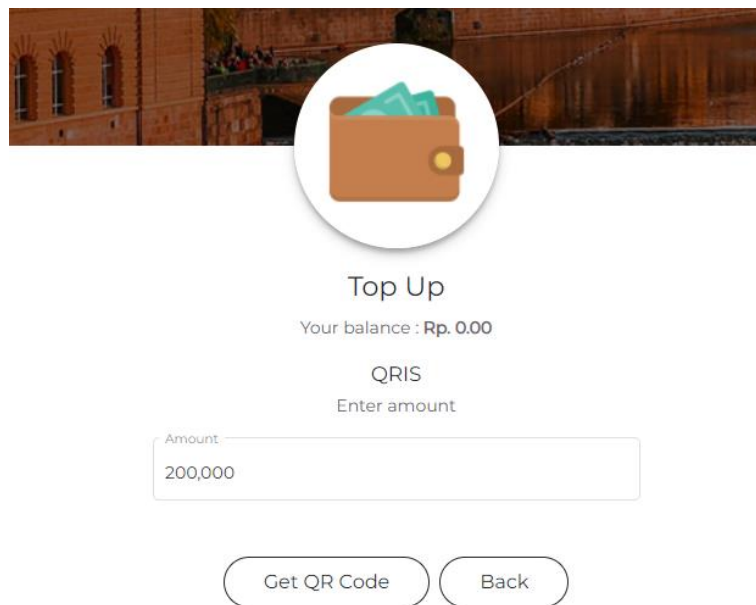 Top Up
Your balance : Rp. 0.00
QRIS
Enter amount
Amount
200,000
Get QR Code
Back